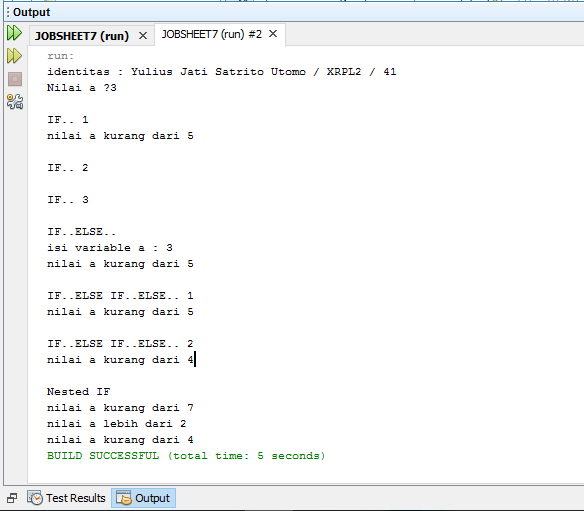 Output
JOBSHEET7 (run) JOBSHEET7 (run) #2
run:
identitas : Yulius Jati Satrito Utomo / XRPL2 / 41
Nilai a ?3
IF.. 1
nilai a kurang dari 5
IF.. 2
IF.. 3
IF..ELSE..
isi variable a : 3
nilai a kurang dari 5
IF..ELSE IF..ELSE.. 1
nilai a kurang dari 5
IF..ELSE IF..ELSE.. 2
nilai a kurang dari 4
Nested IF
nilai a kurang dari 7
nilai a lebih dari 2
nilai a kurang dari 4
BUILD SUCCESSFUL (total time: 5 seconds)
Test Results Output